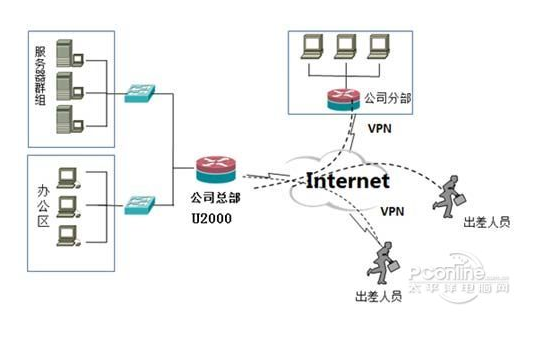 服务器群组
办公区
公司总部
U2000
公司分部
VPN
Internet
VPN
出差人员
出差人员
PConline
太平洋电脑网